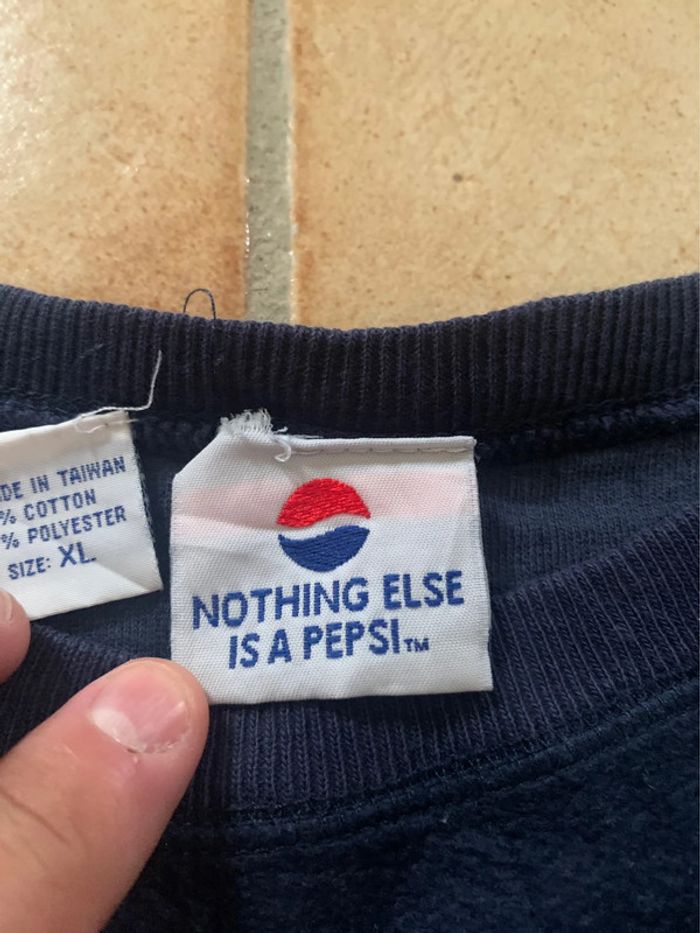 DE IN TAIWAN
% COTTON
% POLYESTER
SIZE: XL
NOTHING ELSE
IS A PEPSI™